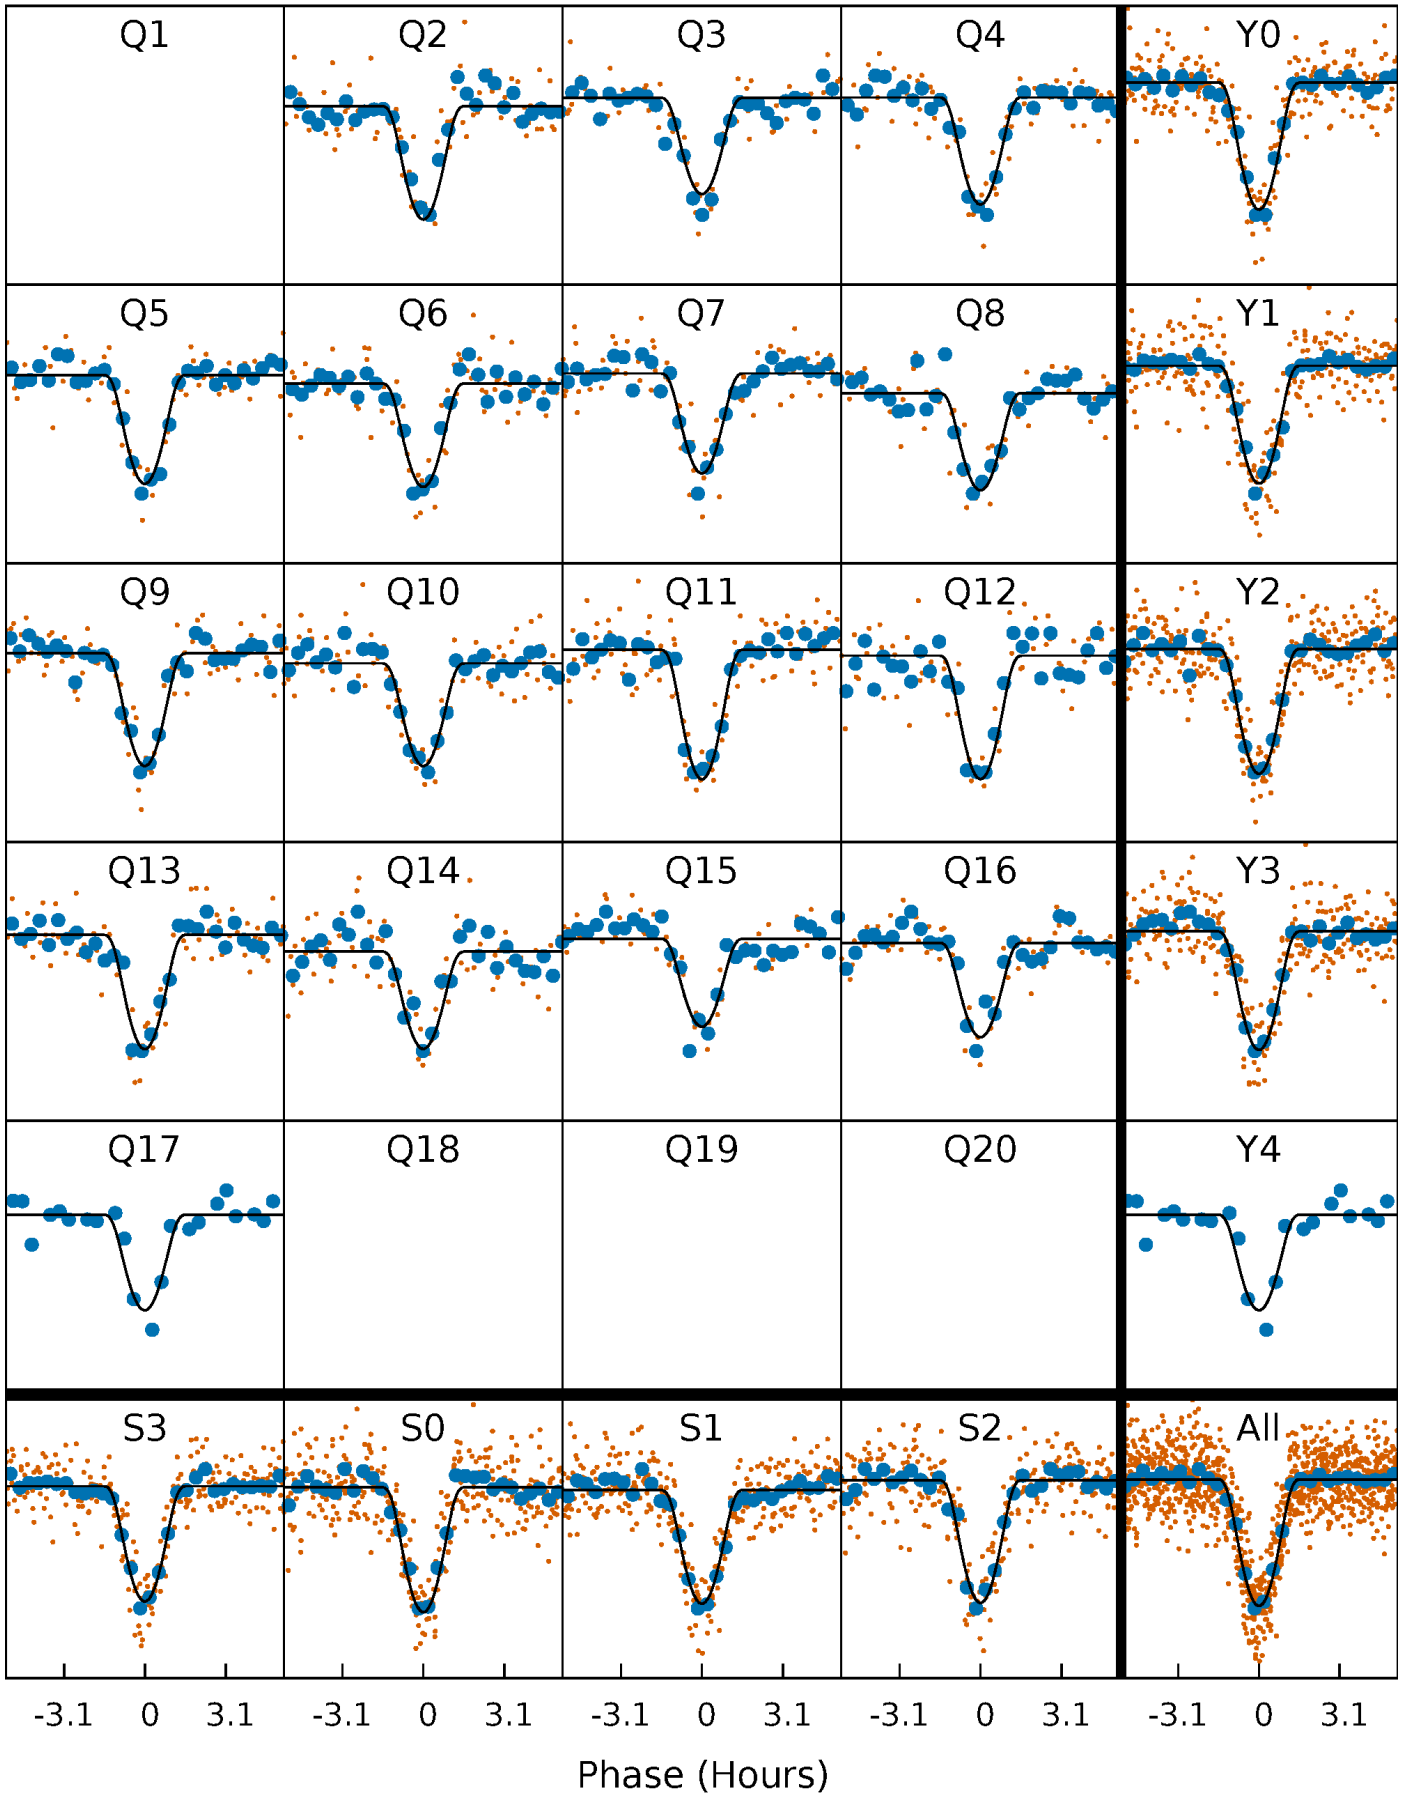 Q1 Q2 Q3 Q4 Y0
Q5 Q6 Q7 Q8 Y1
Q9 Q10 Q11 Q12 Y2
Q13 Q14 Q15 Q16 Y3
Q17 Q18 Q19 Q20 Y4
S3 S0 S1 S2 All
-3.1 0 3.1 -3.1 0 3.1 -3.1 0 3.1 -3.1 0 3.1 -3.1 0 3.1
Phase (Hours)